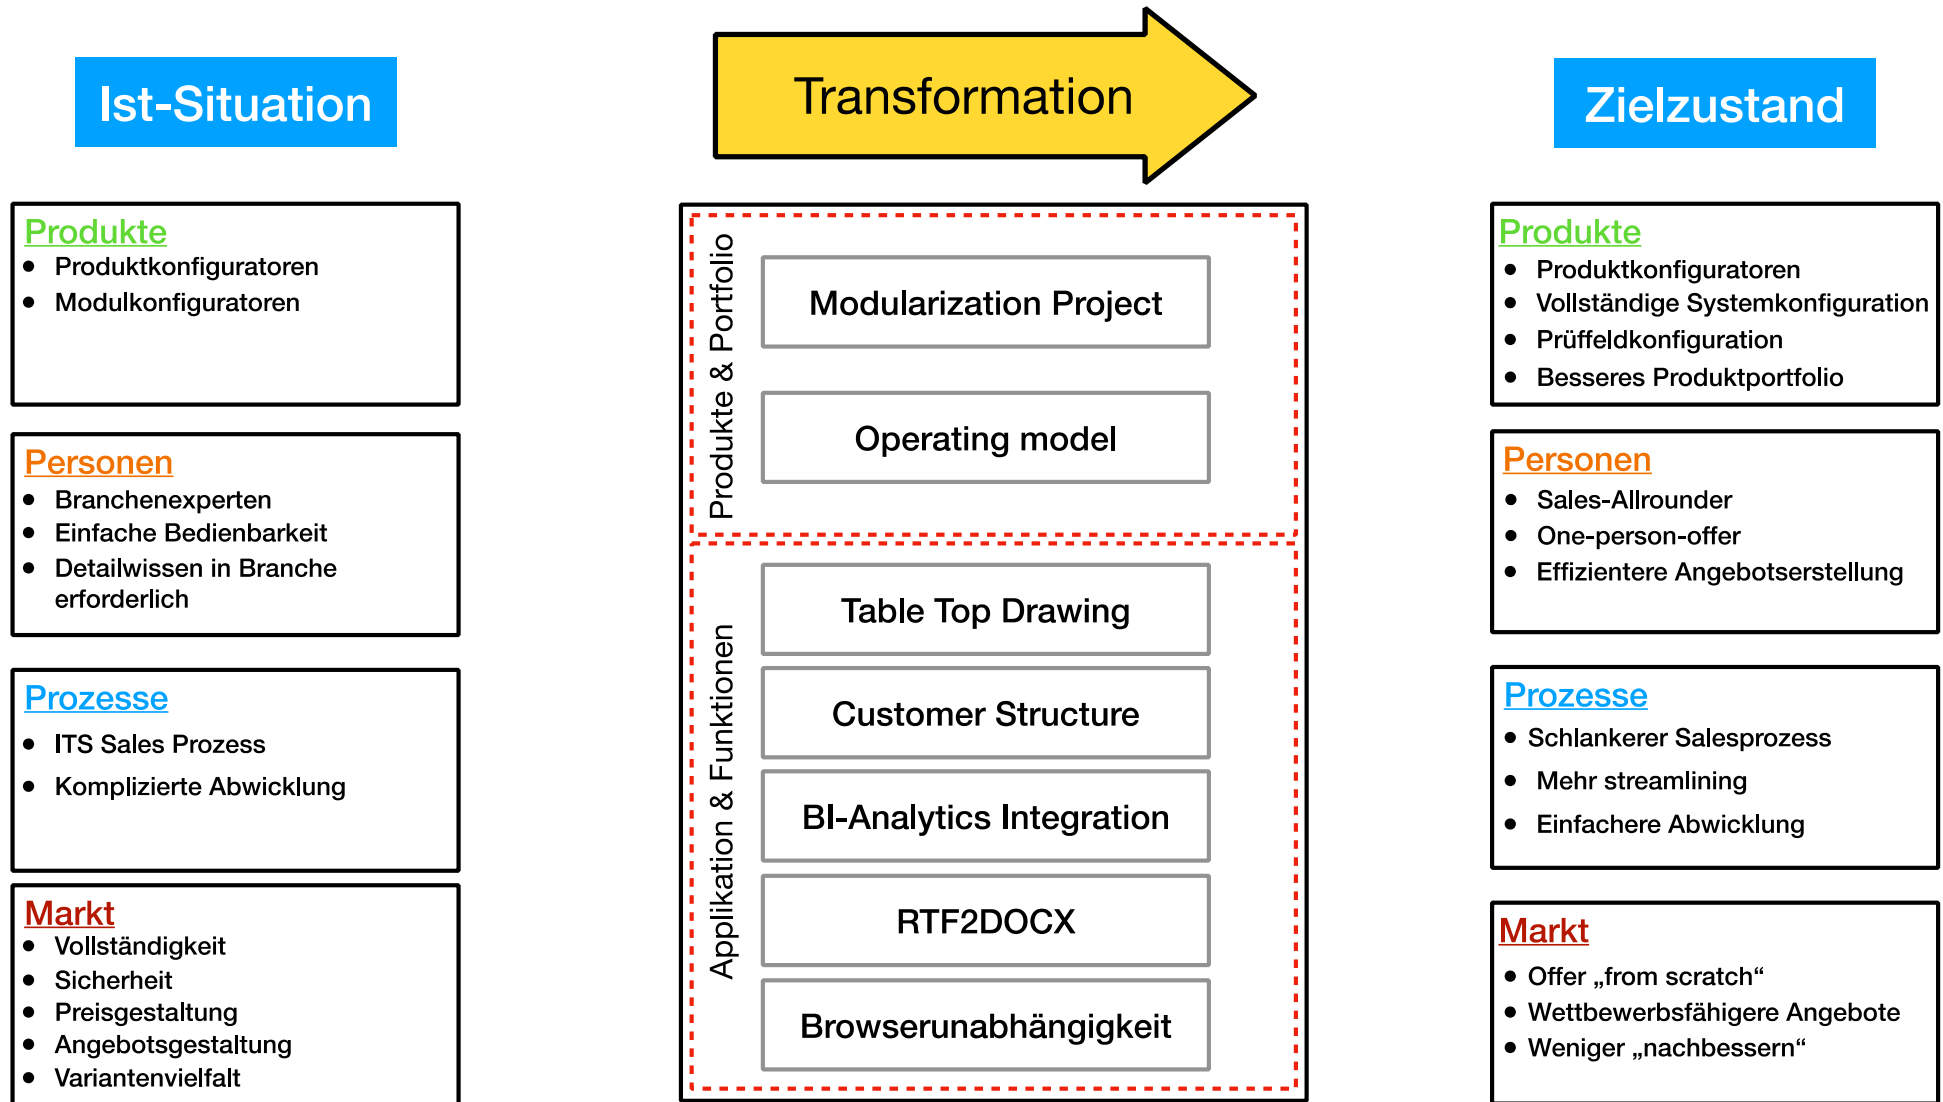 Ist-Situation
Transformation
Zielzustand
Produkte
• Produktkonfiguratoren
• Modulkonfiguratoren
Personen
• Branchenexperten
• Einfache Bedienbarkeit
• Detailwissen in Branche
erforderlich
Prozesse
• ITS Sales Prozess
• Komplizierte Abwicklung
Markt
• Vollständigkeit
• Sicherheit
• Preisgestaltung
• Angebotsgestaltung
• Variantenvielfalt
Produkte & Portfolio
Modularization Project
Operating model
Applikation & Funktionen
Table Top Drawing
Customer Structure
BI-Analytics Integration
RTF2DOCX
Browserunabhängigkeit
Produkte
• Produktkonfiguratoren
• Vollständige Systemkonfiguration
• Prüffeldkonfiguration
• Besseres Produktportfolio
Personen
• Sales-Allrounder
• One-person-offer
• Effizientere Angebotserstellung
Prozesse
• Schlankerer Salesprozess
• Mehr streamlining
• Einfachere Abwicklung
Markt
• Offer „from scratch“
• Wettbewerbsfähigere Angebote
• Weniger „nachbessern“